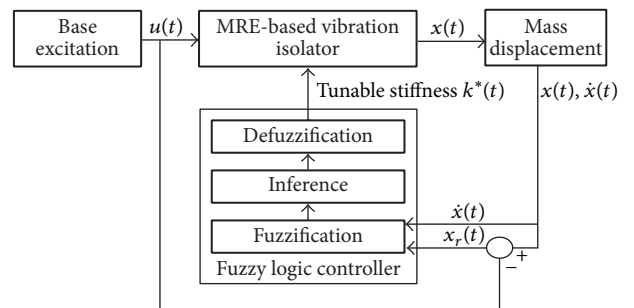 Base
excitation
u(t)
MRE-based vibration
isolator
x(t)
Mass
displacement
Tunable stiffness k*(t)
x(t), ẋ(t)
Defuzzification
Inference
Fuzzification
ẋ(t)
x_r(t)
+
−
Fuzzy logic controller